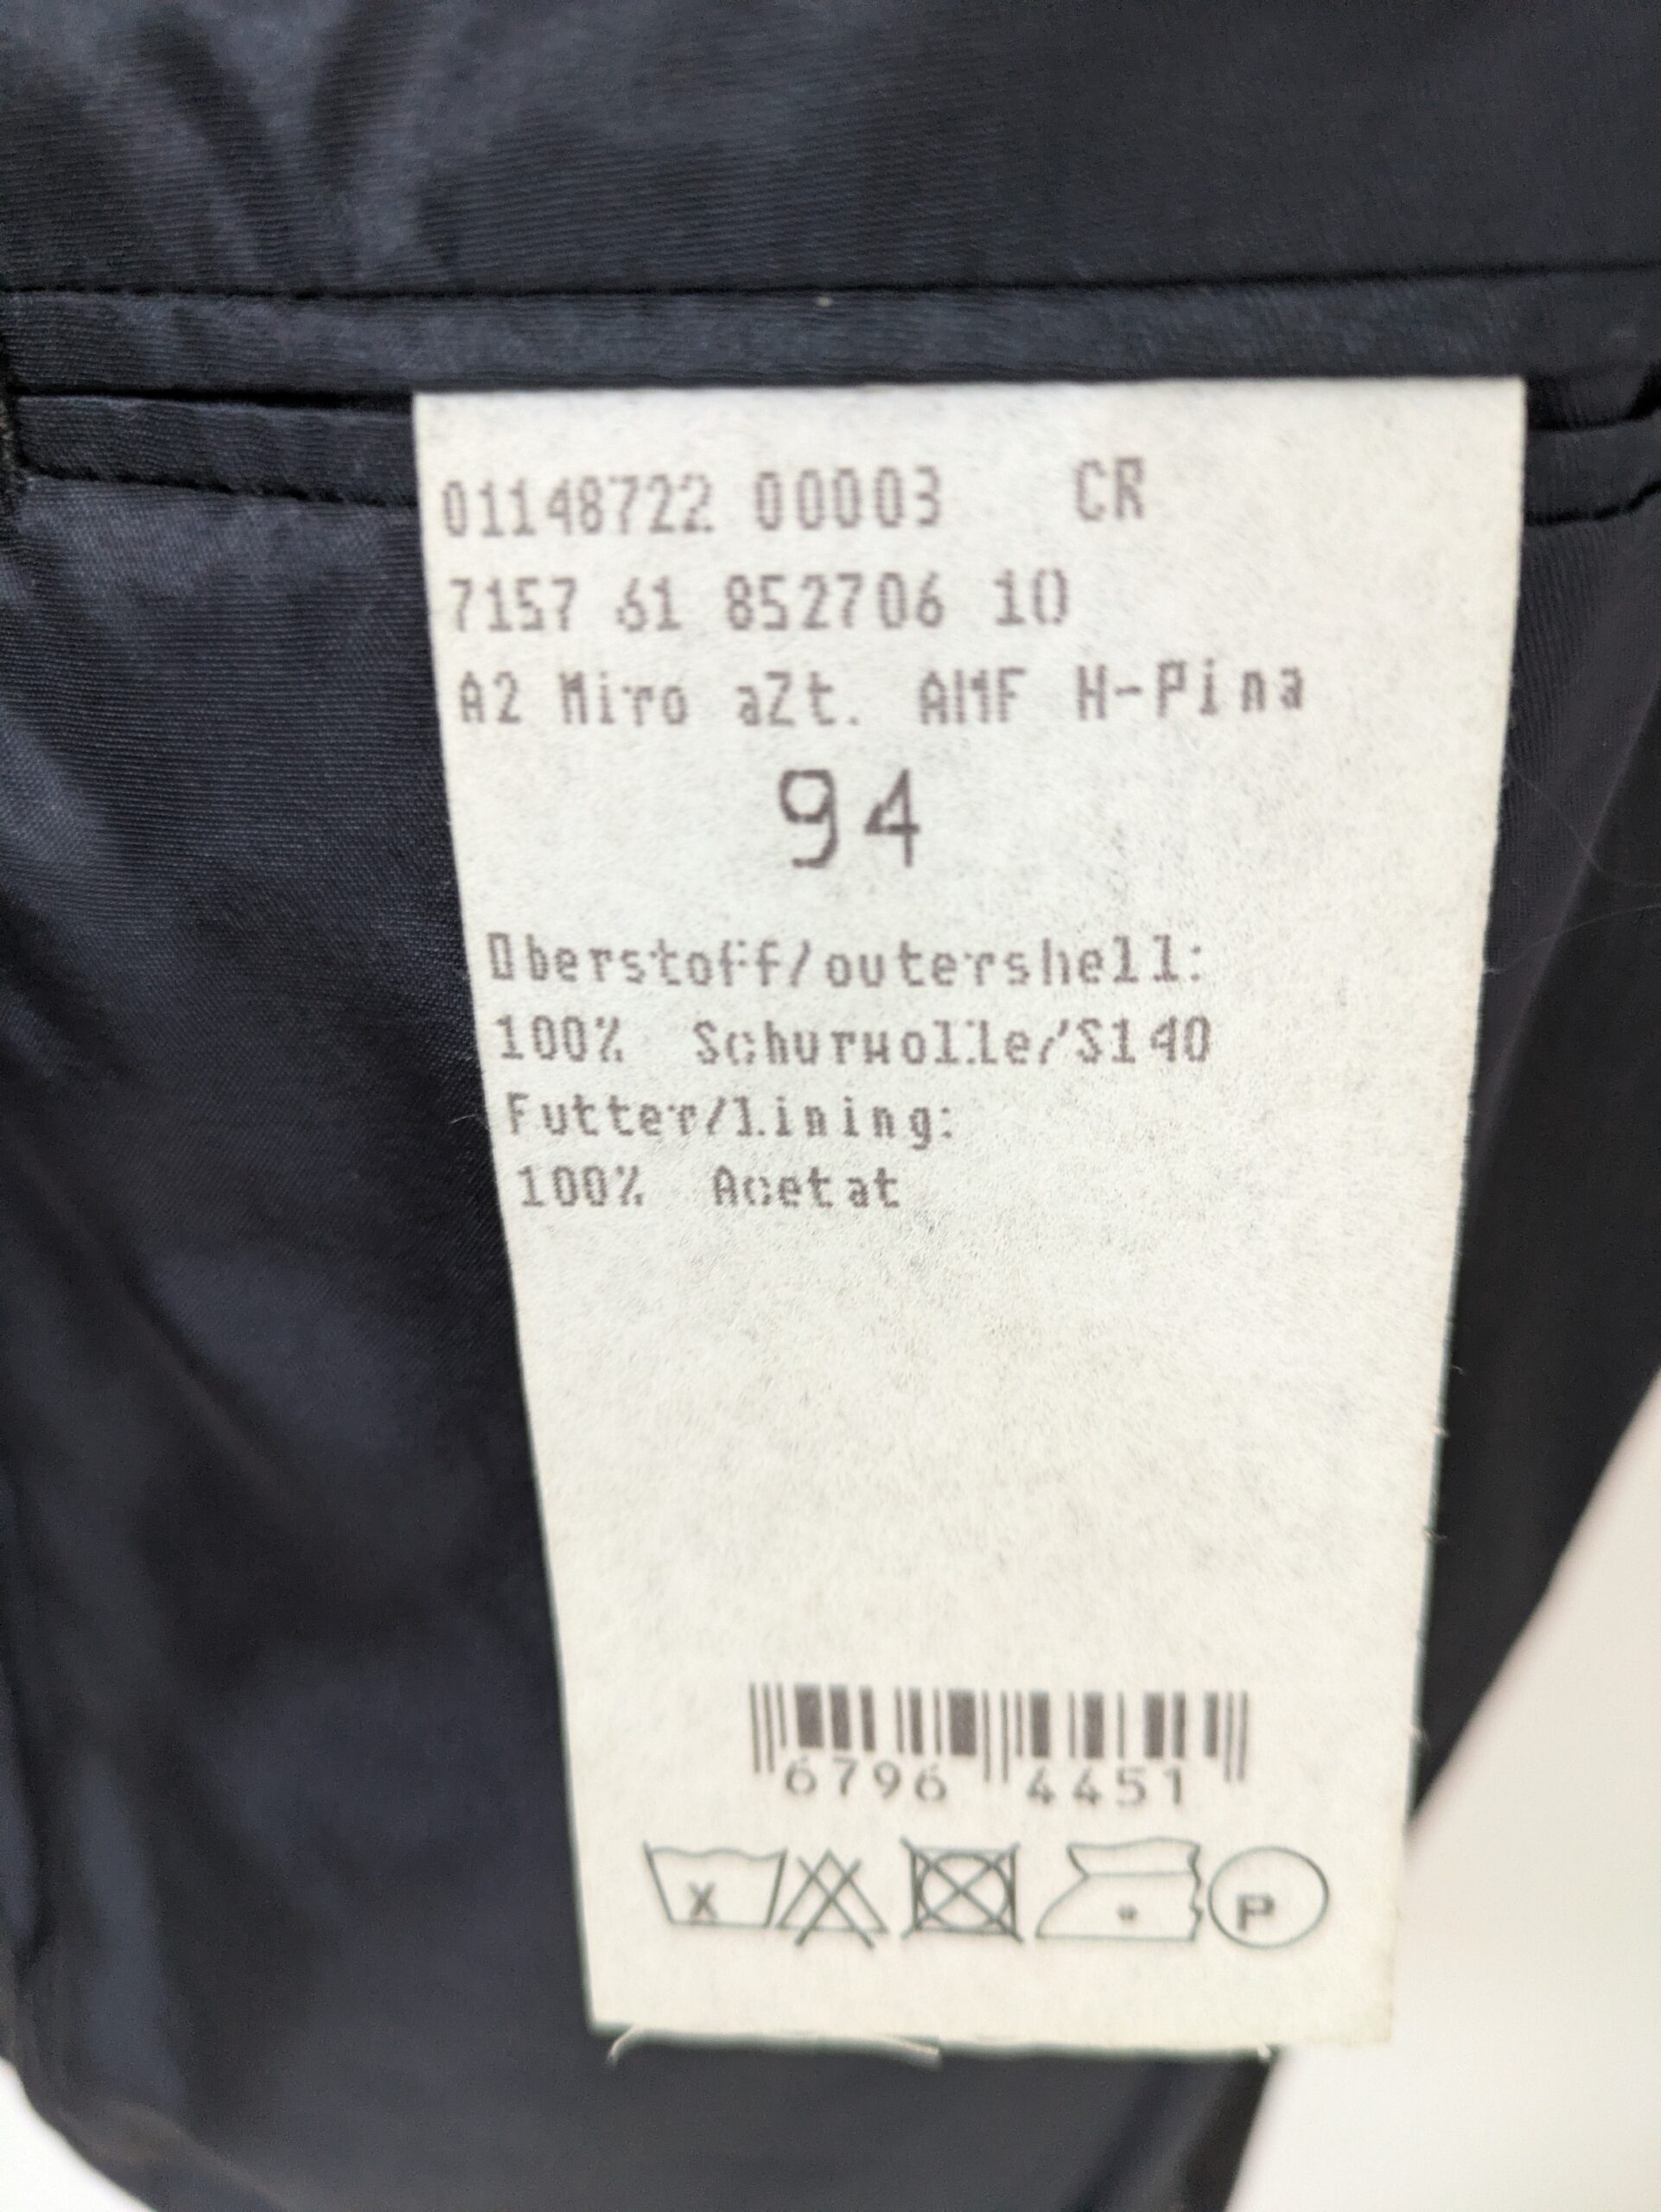 01148722 00003 CR
7157 61 852706 10
A2 Miro aZt. AMF H-Pina
94
Oberstoff/outershell:
100% Schurwolle/S140
Futter/lining:
100% Acetat
6796 4451
X P